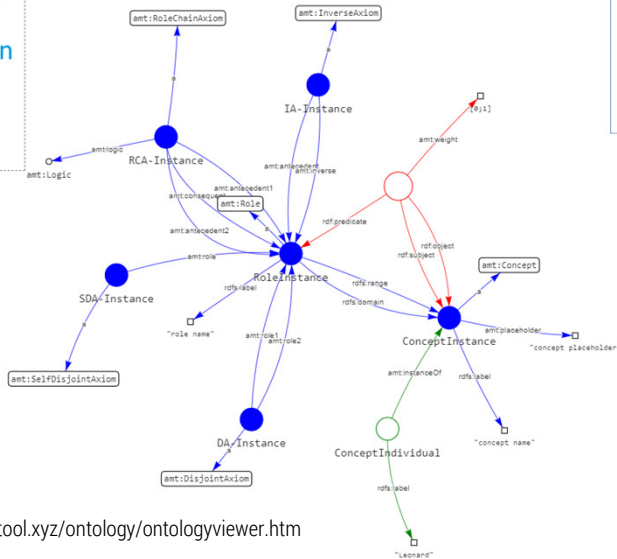 amt:RoleChainAxiom
amt:InverseAxiom
n
a
a
IA-Instance
[0;1]
amt:weight
amt:logic
amt:Logic
RCA-Instance
amt:antecedent
amt:inverse
amt:antecedent1
amt:consequent
amt:Role
a
amt:antecedent2
rdf:predicate
rdf:object
rdf:subject
amt:role
RoleInstance
amt:Concept
a
SDA-Instance
rdfs:label
rdfs:range
rdfs:domain
"role name"
ConceptInstance
amt:placeholder
"concept placeholder
a
amt:role1
amt:role2
amt:instanceOf
rdfs:label
amt:SelfDisjointAxiom
DA-Instance
a
"concept name"
ConceptIndividual
amt:DisjointAxiom
rdfs:label
tool.xyz/ontology/ontologyviewer.htm
"Leonard"